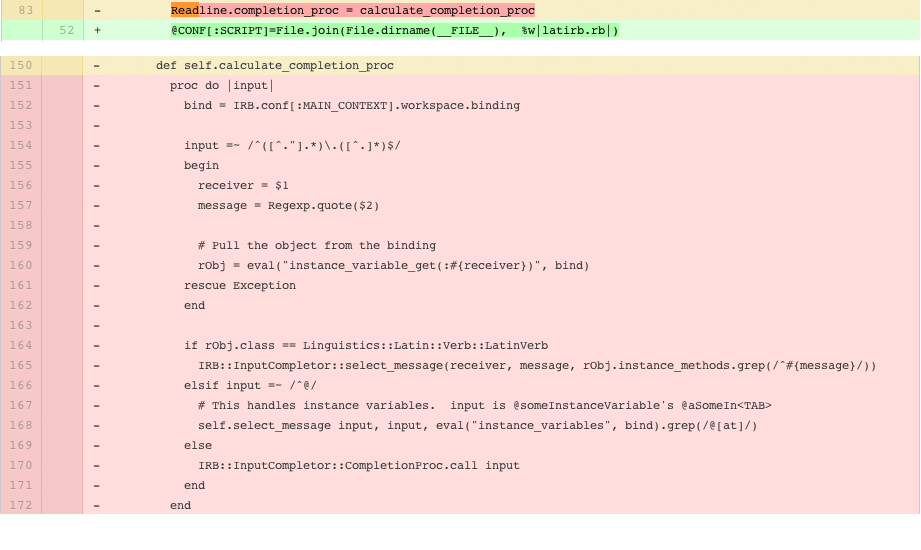 83 - Readline.completion_proc = calculate_completion_proc
52 + @CONF[:SCRIPT]=File.join(File.dirname(__FILE__), %w|latirb.rb|)
150 - def self.calculate_completion_proc
151 - proc do |input|
152 - bind = IRB.conf[:MAIN_CONTEXT].workspace.binding
153 -
154 - input =~ /^([^."].*)\.([^.]*)$/
155 - begin
156 - receiver = $1
157 - message = Regexp.quote($2)
158 -
159 - # Pull the object from the binding
160 - rObj = eval("instance_variable_get(:#{receiver})", bind)
161 - rescue Exception
162 - end
163 -
164 - if rObj.class == Linguistics::Latin::Verb::LatinVerb
165 - IRB::InputCompletor::select_message(receiver, message, rObj.instance_methods.grep(/^#{message}/))
166 - elsif input =~ /^@/
167 - # This handles instance variables.  input is @someInstanceVariable's @aSomeIn<TAB>
168 - self.select_message input, input, eval("instance_variables", bind).grep(/@[at]/)
169 - else
170 - IRB::InputCompletor::CompletionProc.call input
171 - end
172 - end